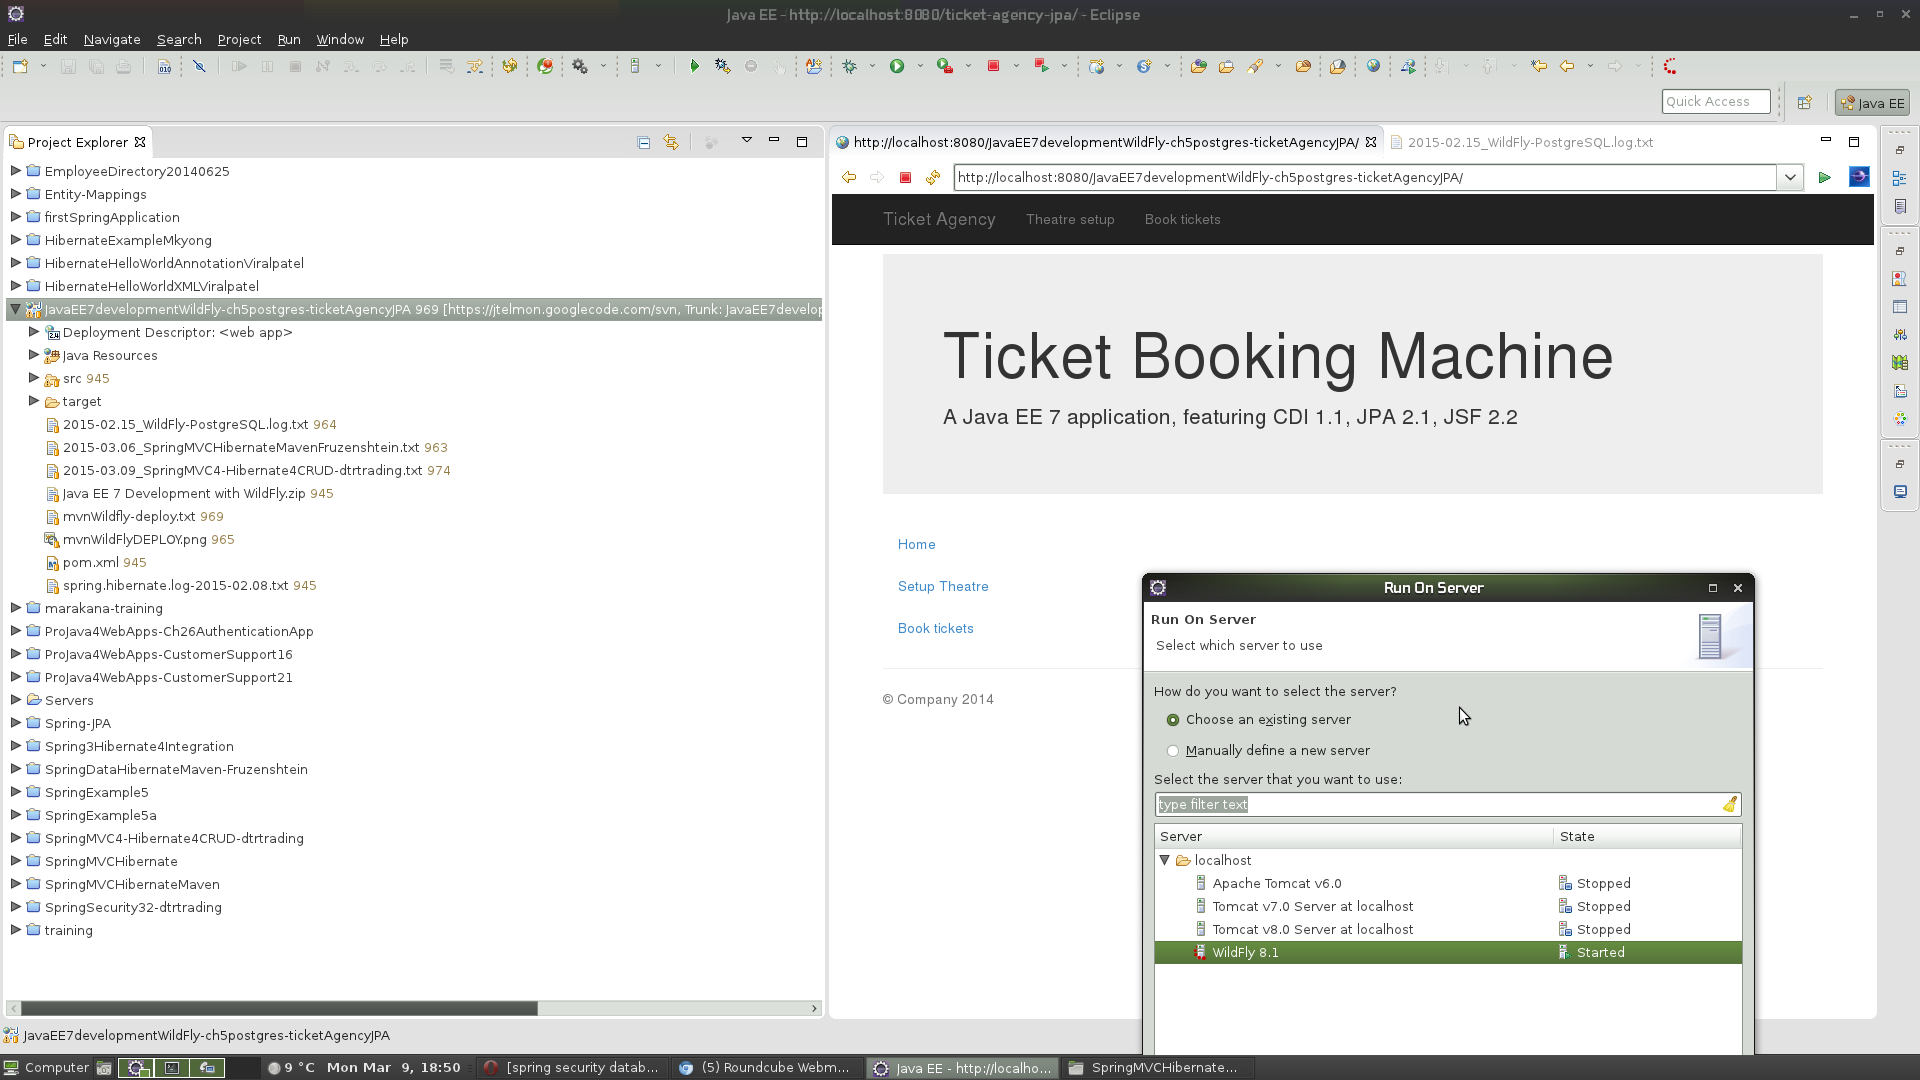 Java EE - http://localhost:8080/ticket-agency-jpa/ - Eclipse
File Edit Navigate Search Project Run Window Help
Quick Access
Java EE
Project Explorer
EmployeeDirectory20140625
Entity-Mappings
firstSpringApplication
HibernateExampleMkyong
HibernateHelloWorldAnnotationViralpatel
HibernateHelloWorldXMLViralpatel
JavaEE7developmentWildFly-ch5postgres-ticketAgencyJPA 969 [https://jtelmon.googlecode.com/svn, Trunk: JavaEE7develop
Deployment Descriptor: <web app>
Java Resources
src 945
target
2015-02.15_WildFly-PostgreSQL.log.txt 964
2015-03.06_SpringMVCHibernateMavenFruzenshtein.txt 963
2015-03.09_SpringMVC4-Hibernate4CRUD-dtrtrading.txt 974
Java EE 7 Development with WildFly.zip 945
mvnWildfly-deploy.txt 969
mvnWildFlyDEPLOY.png 965
pom.xml 945
spring.hibernate.log-2015-02.08.txt 945
marakana-training
ProJava4WebApps-Ch26AuthenticationApp
ProJava4WebApps-CustomerSupport16
ProJava4WebApps-CustomerSupport21
Servers
Spring-JPA
Spring3Hibernate4Integration
SpringDataHibernateMaven-Fruzenshtein
SpringExample5
SpringExample5a
SpringMVC4-Hibernate4CRUD-dtrtrading
SpringMVCHibernate
SpringMVCHibernateMaven
SpringSecurity32-dtrtrading
training
http://localhost:8080/JavaEE7developmentWildFly-ch5postgres-ticketAgencyJPA/
2015-02.15_WildFly-PostgreSQL.log.txt
http://localhost:8080/JavaEE7developmentWildFly-ch5postgres-ticketAgencyJPA/
Ticket Agency Theatre setup Book tickets
Ticket Booking Machine
A Java EE 7 application, featuring CDI 1.1, JPA 2.1, JSF 2.2
Home
Setup Theatre
Book tickets
© Company 2014
Run On Server
Run On Server
Select which server to use
How do you want to select the server?
Choose an existing server
Manually define a new server
Select the server that you want to use:
type filter text
Server State
localhost
Apache Tomcat v6.0 Stopped
Tomcat v7.0 Server at localhost Stopped
Tomcat v8.0 Server at localhost Stopped
WildFly 8.1 Started
JavaEE7developmentWildFly-ch5postgres-ticketAgencyJPA
Computer 9 °C Mon Mar 9, 18:50 [spring security datab... (5) Roundcube Webm... Java EE - http://localho... SpringMVCHibernate...